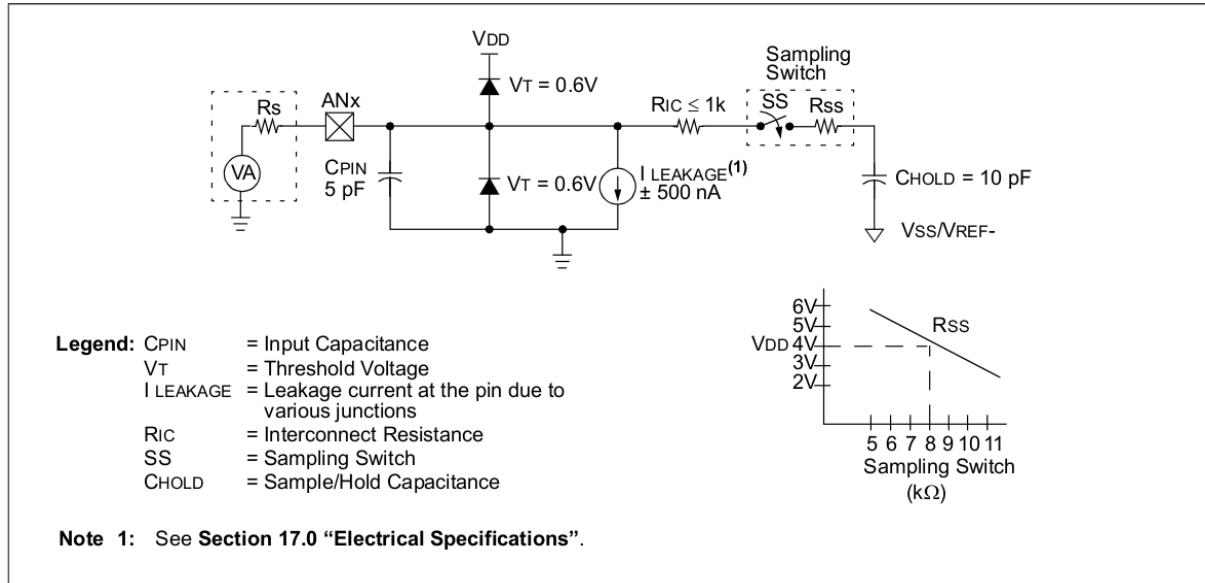 VDD
Sampling
Switch
VT = 0.6V
ANx
Rs
RIC ≤ 1k
SS
RSS
VA
CPIN
5 pF
VT = 0.6V
I LEAKAGE(1)
± 500 nA
CHOLD = 10 pF
VSS/VREF-
6V
5V
VDD 4V
3V
2V
RSS
5 6 7 8 9 10 11
Sampling Switch
(kΩ)
Legend: CPIN = Input Capacitance
VT = Threshold Voltage
I LEAKAGE = Leakage current at the pin due to
various junctions
RIC = Interconnect Resistance
SS = Sampling Switch
CHOLD = Sample/Hold Capacitance
Note 1: See Section 17.0 “Electrical Specifications”.